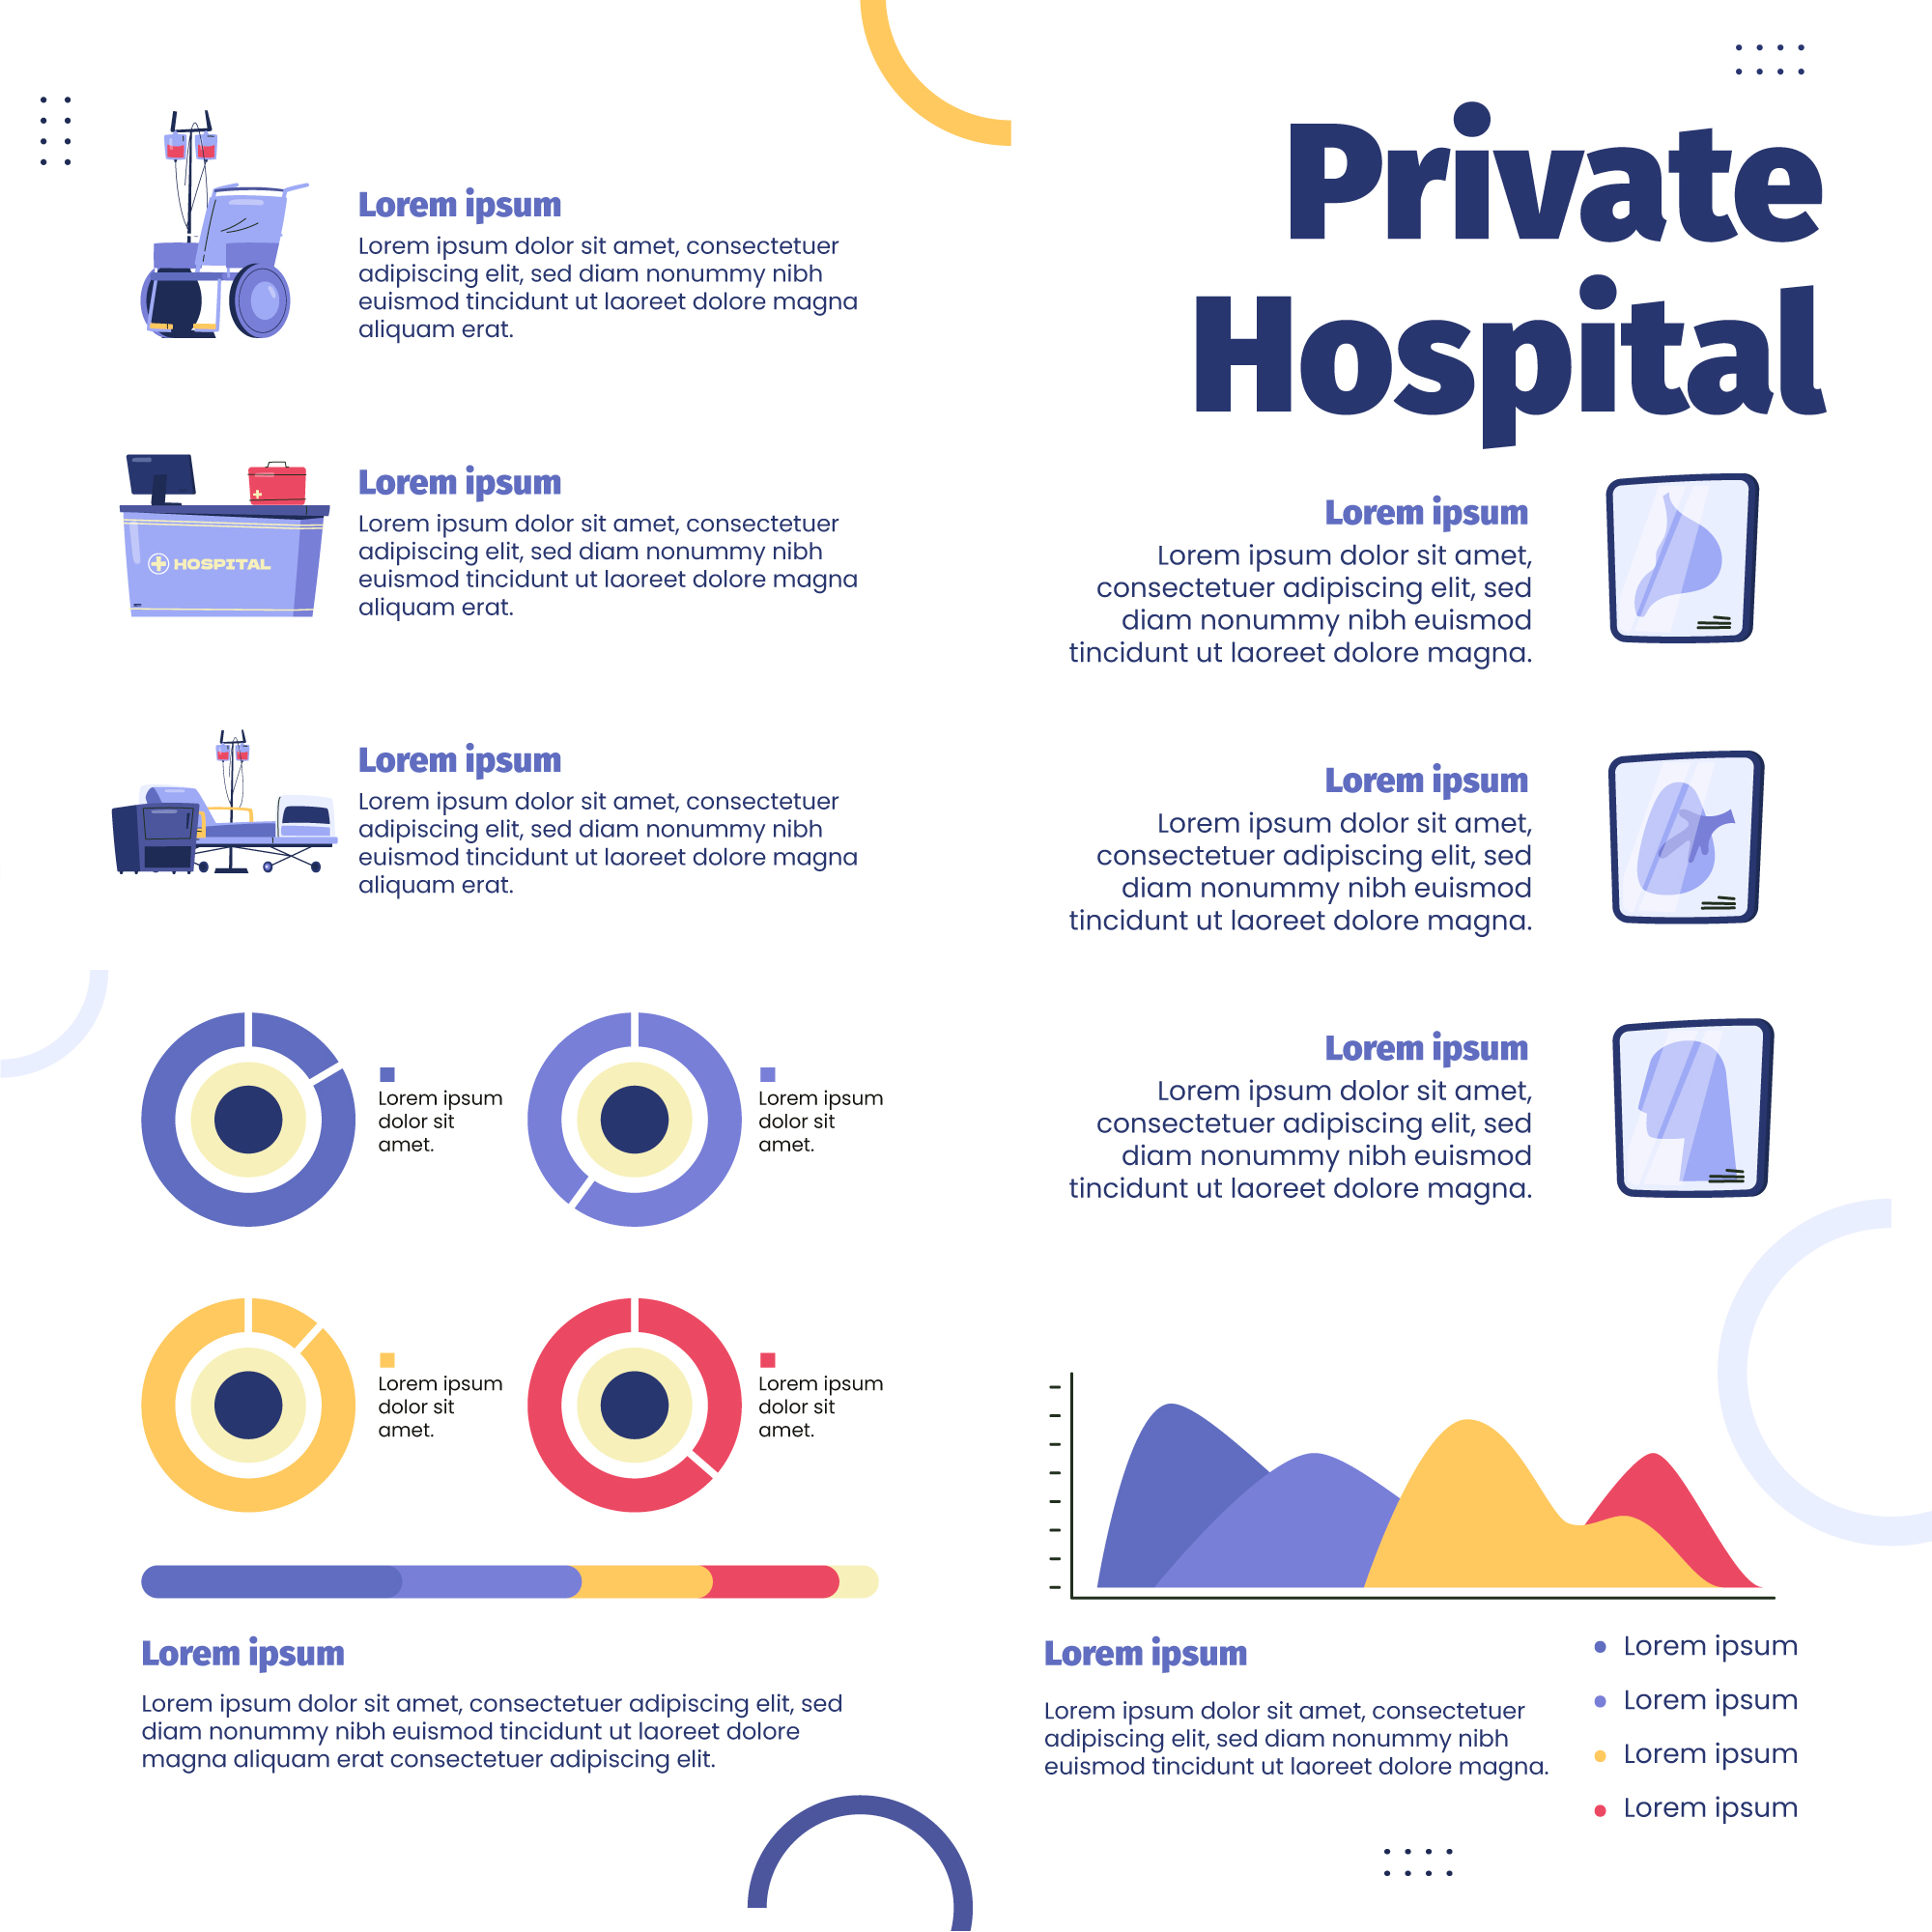 Private
Hospital
Lorem ipsum
Lorem ipsum dolor sit amet, consectetuer
adipiscing elit, sed diam nonummy nibh
euismod tincidunt ut laoreet dolore magna
aliquam erat.
HOSPITAL
Lorem ipsum
Lorem ipsum dolor sit amet, consectetuer
adipiscing elit, sed diam nonummy nibh
euismod tincidunt ut laoreet dolore magna
aliquam erat.
Lorem ipsum
Lorem ipsum dolor sit amet, consectetuer
adipiscing elit, sed diam nonummy nibh
euismod tincidunt ut laoreet dolore magna
aliquam erat.
Lorem ipsum
dolor sit
amet.
Lorem ipsum
dolor sit
amet.
Lorem ipsum
dolor sit
amet.
Lorem ipsum
dolor sit
amet.
Lorem ipsum
Lorem ipsum dolor sit amet, consectetuer adipiscing elit, sed
diam nonummy nibh euismod tincidunt ut laoreet dolore
magna aliquam erat consectetuer adipiscing elit.
Lorem ipsum
Lorem ipsum dolor sit amet,
consectetuer adipiscing elit, sed
diam nonummy nibh euismod
tincidunt ut laoreet dolore magna.
Lorem ipsum
Lorem ipsum dolor sit amet,
consectetuer adipiscing elit, sed
diam nonummy nibh euismod
tincidunt ut laoreet dolore magna.
Lorem ipsum
Lorem ipsum dolor sit amet,
consectetuer adipiscing elit, sed
diam nonummy nibh euismod
tincidunt ut laoreet dolore magna.
Lorem ipsum
Lorem ipsum dolor sit amet, consectetuer
adipiscing elit, sed diam nonummy nibh
euismod tincidunt ut laoreet dolore magna.
Lorem ipsum
Lorem ipsum
Lorem ipsum
Lorem ipsum